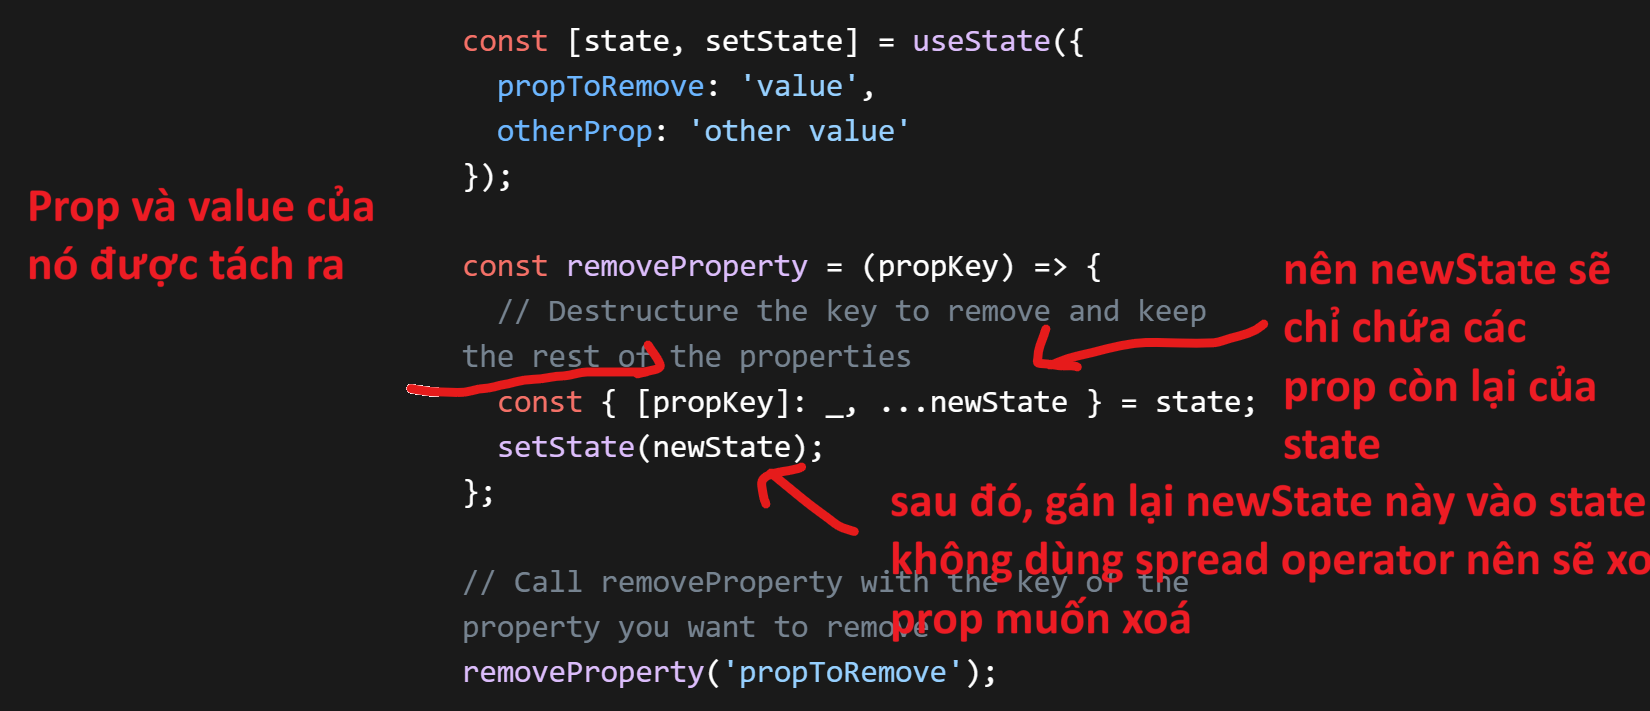 const [state, setState] = useState({
propToRemove: 'value',
otherProp: 'other value'
});
Prop và value của
nó được tách ra
const removeProperty = (propKey) => {
// Destructure the key to remove and keep
the rest of the properties
const { [propKey]: _, ...newState } = state;
setState(newState);
};
nên newState sẽ
chỉ chứa các
prop còn lại của
state
sau đó, gán lại newState này vào state
không dùng spread operator nên sẽ xo
prop muốn xoá
// Call removeProperty with the key of the
property you want to remove
removeProperty('propToRemove');